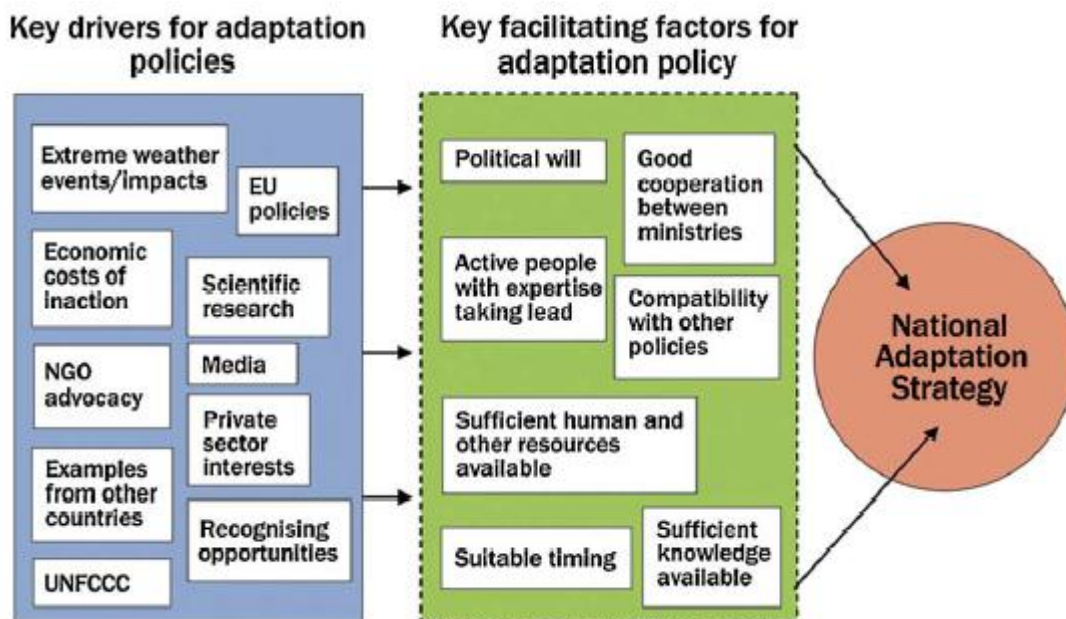 Key drivers for adaptation
policies
Extreme weather
events/impacts
EU
policies
Economic
costs of
inaction
Scientific
research
NGO
advocacy
Media
Private
sector
interests
Examples
from other
countries
Recognising
opportunities
UNFCCC
Key facilitating factors for
adaptation policy
Political will
Good
cooperation
between
ministries
Active people
with expertise
taking lead
Compatibility
with other
policies
Sufficient human and
other resources
available
Suitable timing
Sufficient
knowledge
available
National
Adaptation
Strategy